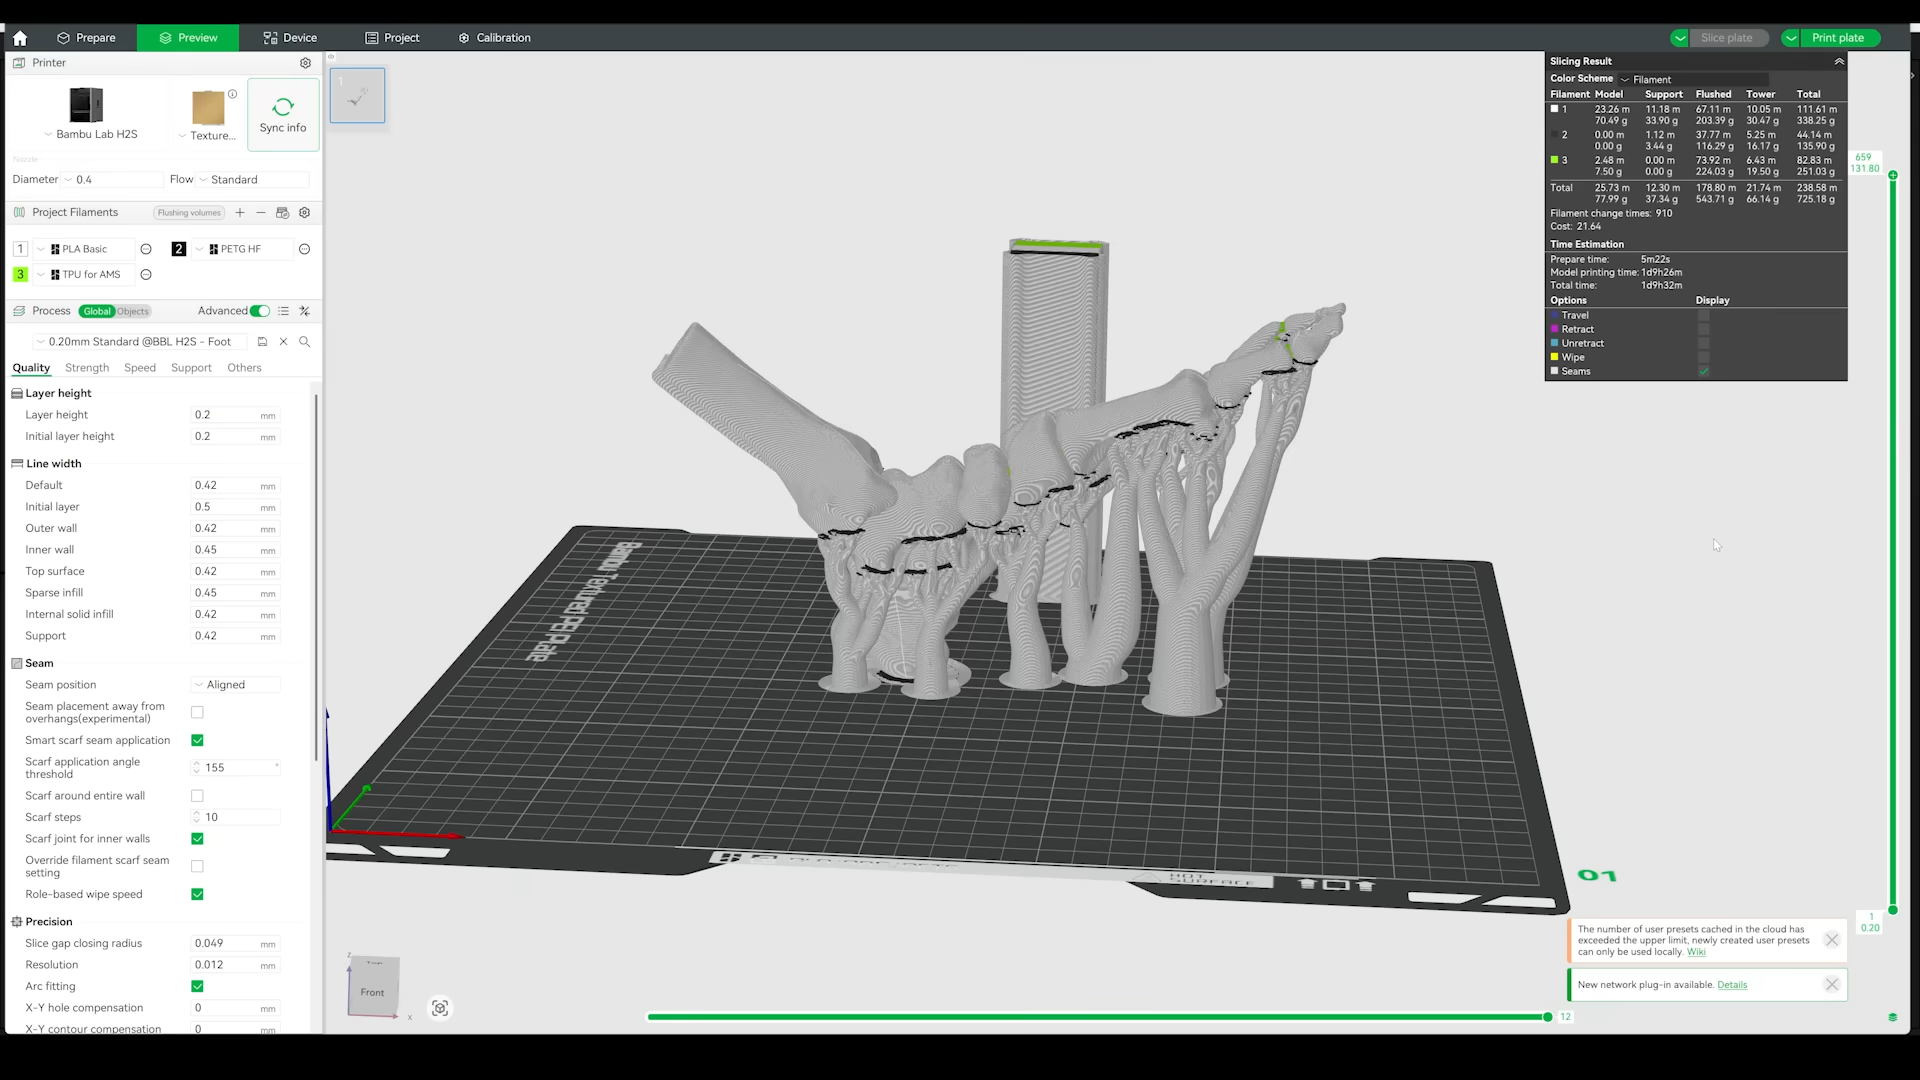 Prepare
Preview
Device
Project
Calibration
Slice plate
Print plate
Printer
Bambu Lab H2S
Texture...
Sync info
Nozzle
Diameter 0.4 Flow Standard
Project Filaments Flushing volumes
1 PLA Basic 2 PETG HF
3 TPU for AMS
Process Global Objects Advanced
0.20mm Standard @BBL H2S - Foot
Quality Strength Speed Support Others
Layer height
Layer height 0.2 mm
Initial layer height 0.2 mm
Line width
Default 0.42 mm
Initial layer 0.5 mm
Outer wall 0.42 mm
Inner wall 0.45 mm
Top surface 0.42 mm
Sparse infill 0.45 mm
Internal solid infill 0.42 mm
Support 0.42 mm
Seam
Seam position Aligned
Seam placement away from
overhangs(experimental)
Smart scarf seam application
Scarf application angle
threshold 155 °
Scarf around entire wall
Scarf steps 10
Scarf joint for inner walls
Override filament scarf seam
setting
Role-based wipe speed
Precision
Slice gap closing radius 0.049 mm
Resolution 0.012 mm
Arc fitting
X-Y hole compensation 0 mm
X-Y contour compensation 0 mm
1
Bambu Textured PEI Plate
HOT
SURFACE
01
Top
Front
z
x
12
Slicing Result
Color Scheme Filament
Filament Model Support Flushed Tower Total
1 23.26 m 11.18 m 67.11 m 10.05 m 111.61 m
70.49 g 33.90 g 203.39 g 30.47 g 338.25 g
2 0.00 m 1.12 m 37.77 m 5.25 m 44.14 m
0.00 g 3.44 g 116.29 g 16.17 g 135.90 g
3 2.48 m 0.00 m 73.92 m 6.43 m 82.83 m
7.50 g 0.00 g 224.03 g 19.50 g 251.03 g
Total 25.73 m 12.30 m 178.80 m 21.74 m 238.58 m
77.99 g 37.34 g 543.71 g 66.14 g 725.18 g
Filament change times: 910
Cost: 21.64
Time Estimation
Prepare time: 5m22s
Model printing time: 1d9h26m
Total time: 1d9h32m
Options Display
Travel
Retract
Unretract
Wipe
Seams
659
131.80
1
0.20
The number of user presets cached in the cloud has
exceeded the upper limit, newly created user presets
can only be used locally. Wiki
New network plug-in available. Details